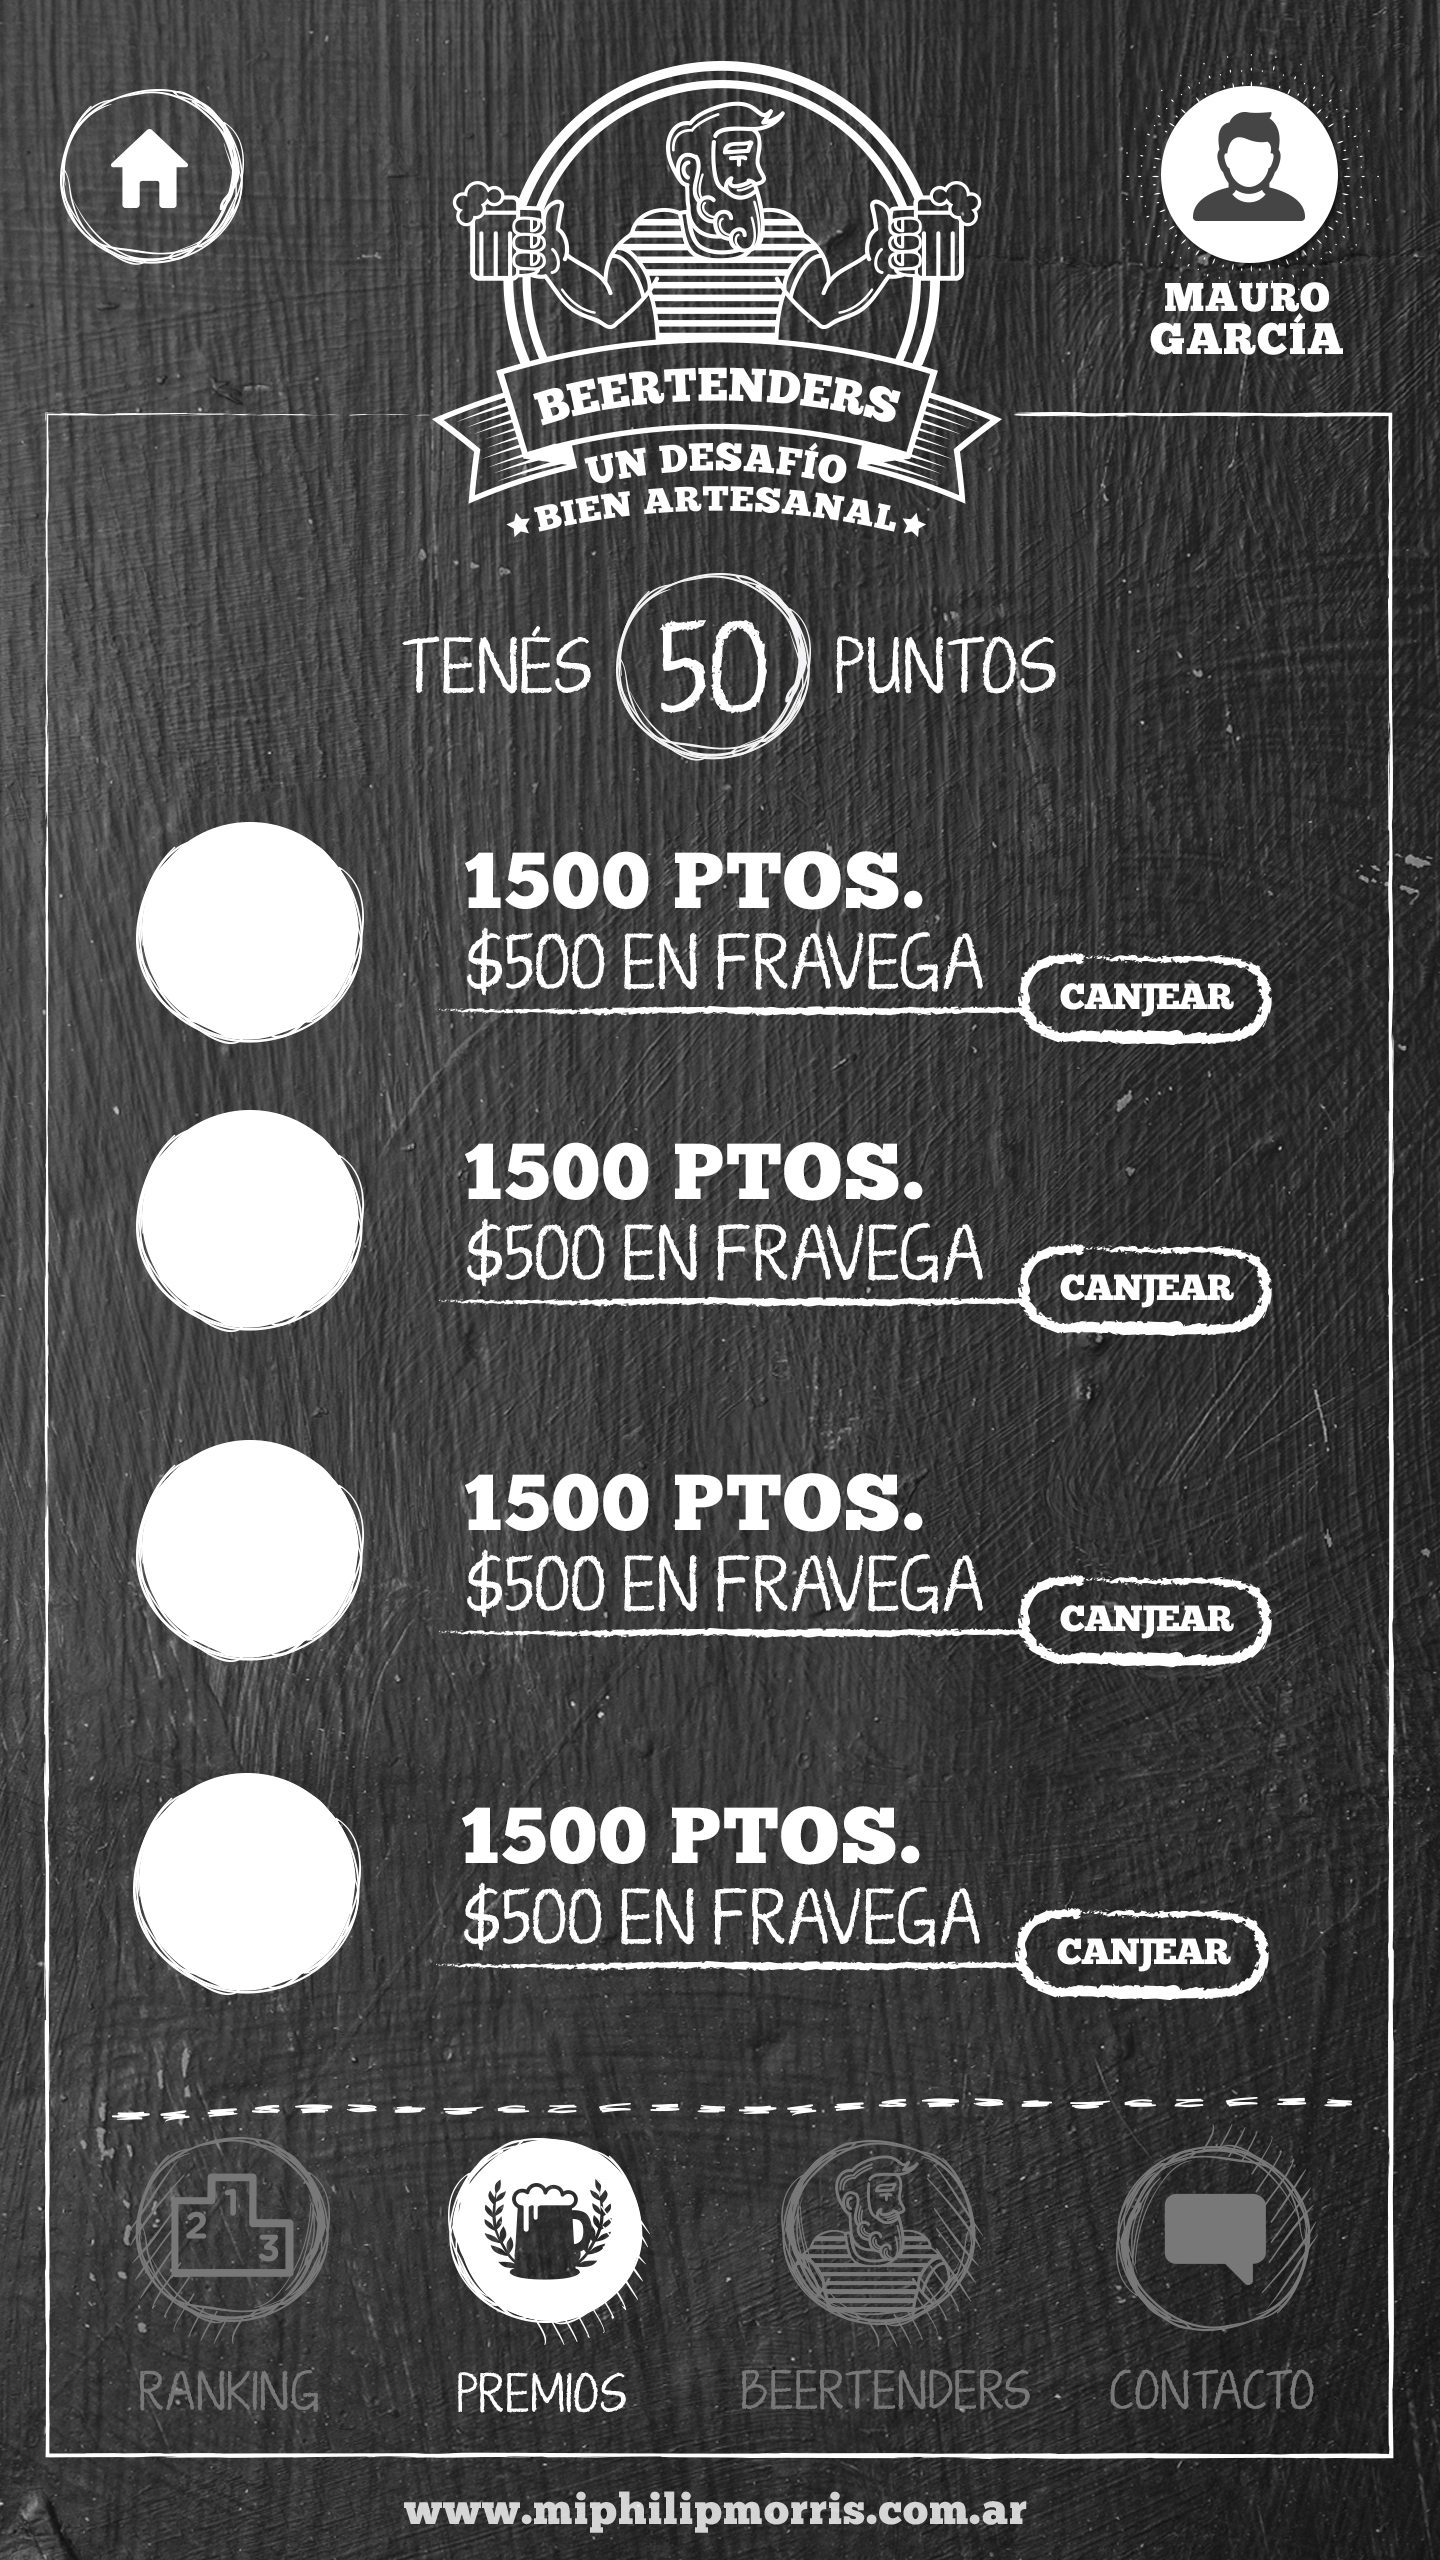 MAURO
GARCÍA
BEERTENDERS
UN DESAFÍO
BIEN ARTESANAL
TENÉS 50 PUNTOS
1500 PTOS.
$500 EN FRAVEGA
CANJEAR
1500 PTOS.
$500 EN FRAVEGA
CANJEAR
1500 PTOS.
$500 EN FRAVEGA
CANJEAR
1500 PTOS.
$500 EN FRAVEGA
CANJEAR
1
2
3
RANKING PREMIOS BEERTENDERS CONTACTO
www.miphilipmorris.com.ar